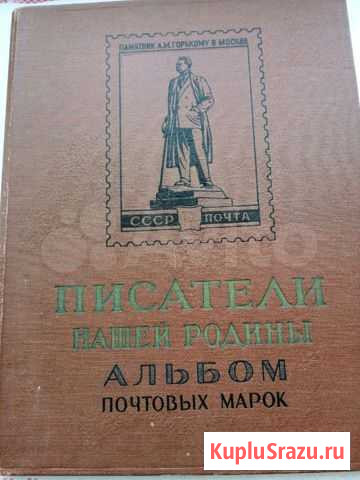 ПАМЯТНИК А.М.ГОРЬКОМУ В МОСКВЕ
СССР ПОЧТА
ПИСАТЕЛИ
НАШЕЙ РОДИНЫ
АЛЬБОМ
ПОЧТОВЫХ МАРОК
KupluSrazu.ru